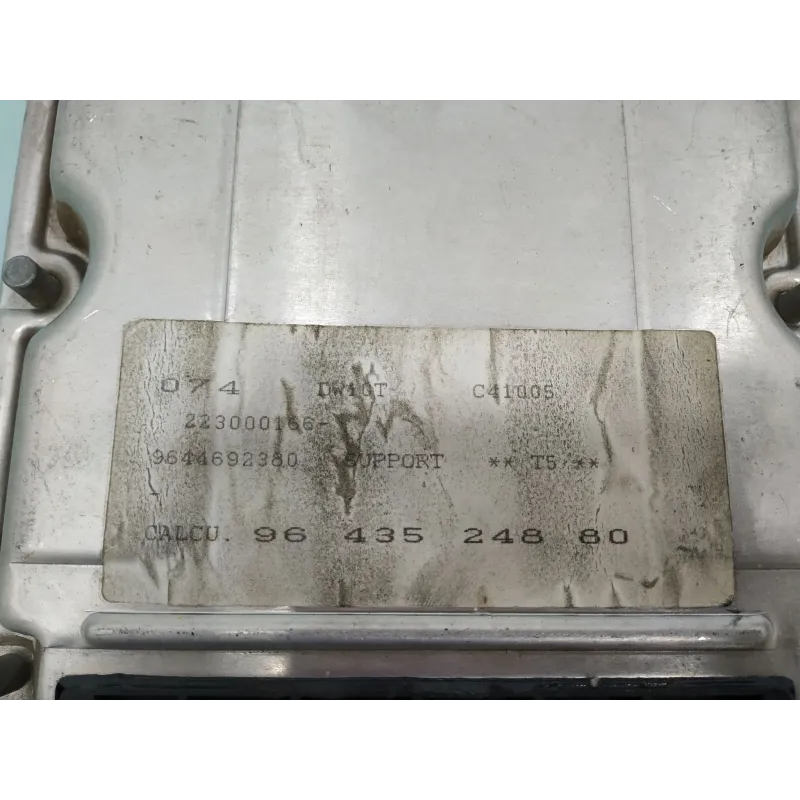 074 DW10T C41005
223000166-
9644692380 SUPPORT ** T5 **
CALCU. 96 435 248 80